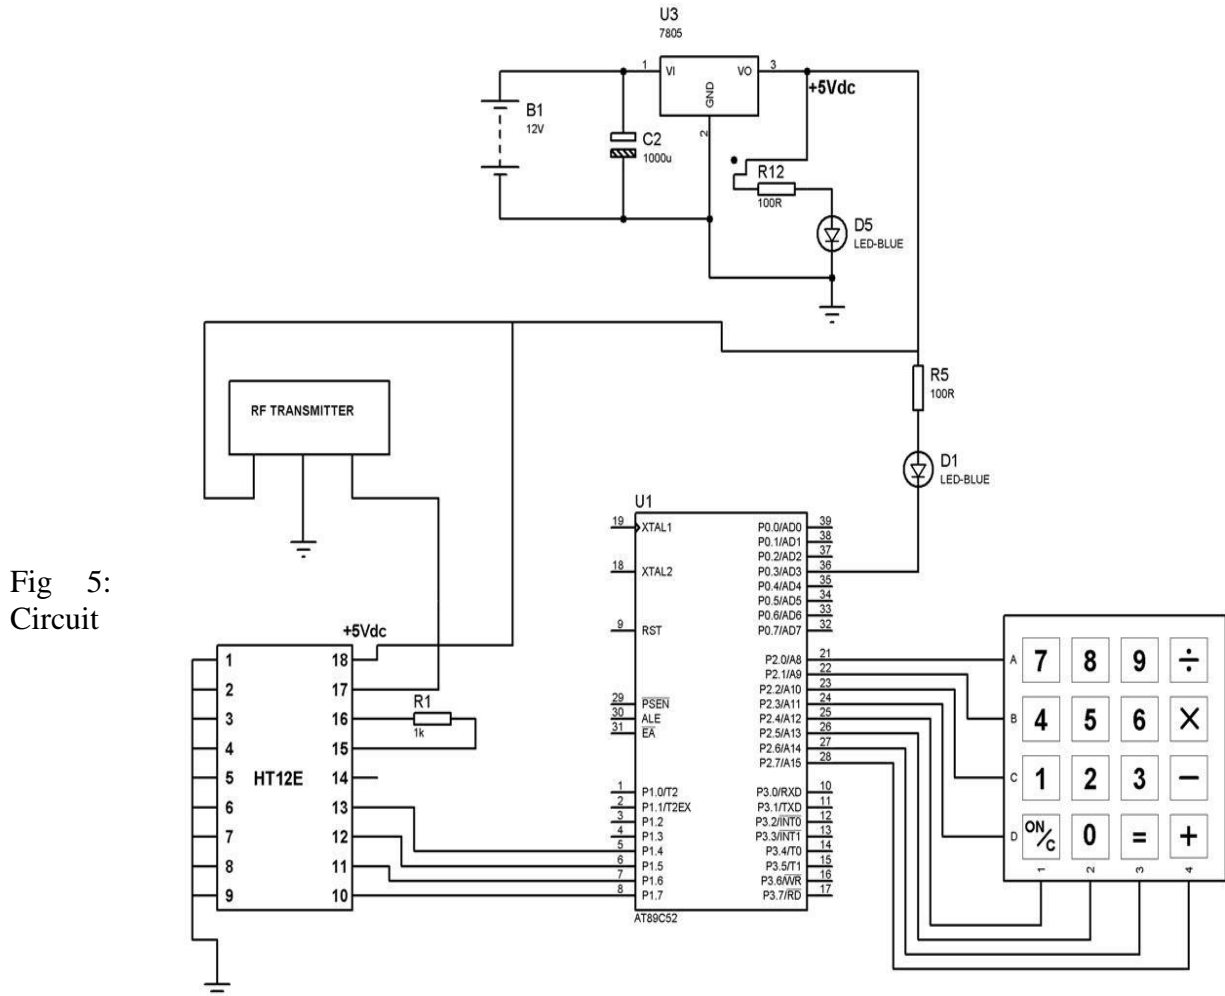 U3
7805
1
VI
VO
3
GND
2
+5Vdc
B1
12V
C2
1000u
R12
100R
D5
LED-BLUE
R5
100R
RF TRANSMITTER
D1
LED-BLUE
Fig 5:
Circuit
U1
19 XTAL1
18 XTAL2
9 RST
29 PSEN
30 ALE
31 EA
1 P1.0/T2
2 P1.1/T2EX
3 P1.2
4 P1.3
5 P1.4
6 P1.5
7 P1.6
8 P1.7
P0.0/AD0 39
P0.1/AD1 38
P0.2/AD2 37
P0.3/AD3 36
P0.4/AD4 35
P0.5/AD5 34
P0.6/AD6 33
P0.7/AD7 32
P2.0/A8 21
P2.1/A9 22
P2.2/A10 23
P2.3/A11 24
P2.4/A12 25
P2.5/A13 26
P2.6/A14 27
P2.7/A15 28
P3.0/RXD 10
P3.1/TXD 11
P3.2/INT0 12
P3.3/INT1 13
P3.4/T0 14
P3.5/T1 15
P3.6/WR 16
P3.7/RD 17
AT89C52
+5Vdc
1 18
2 17
3 16
4 15
5 HT12E 14
6 13
7 12
8 11
9 10
R1
1k
A 7 8 9 ÷
B 4 5 6 ×
C 1 2 3 −
D ON/C 0 = +
1 2 3 4